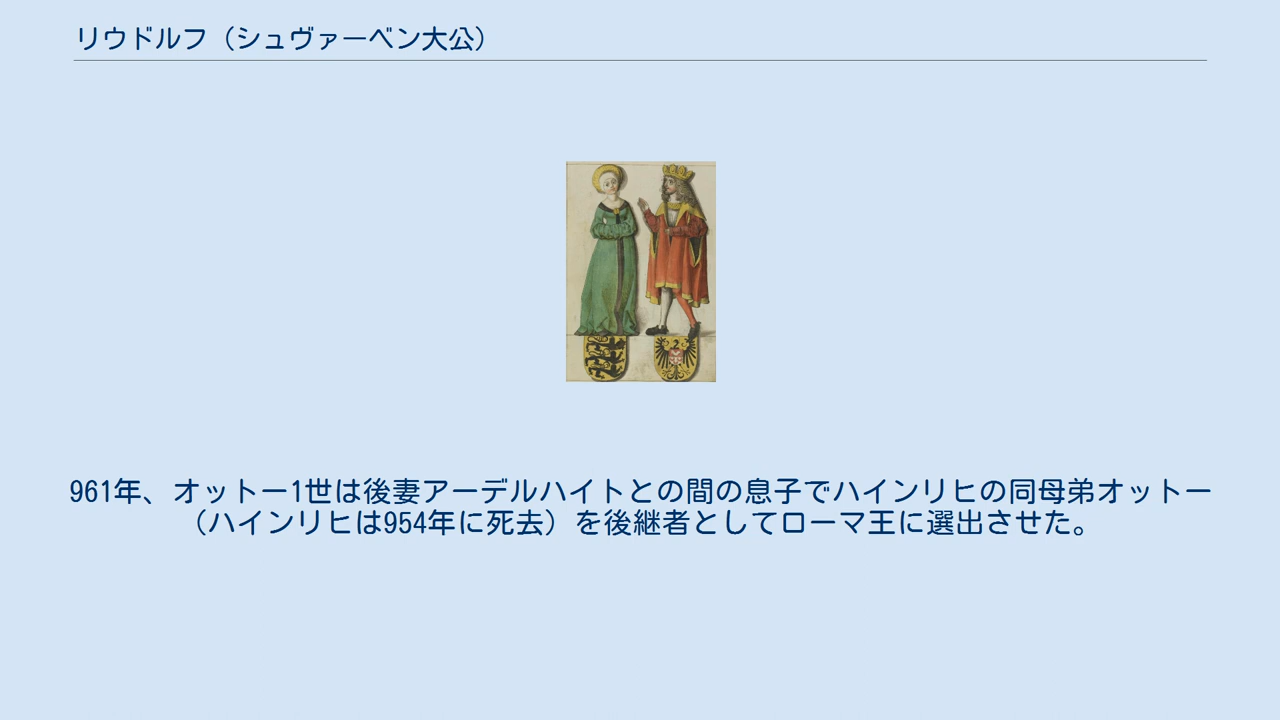 リウドルフ（シュヴァーベン大公）
961年、オットー1世は後妻アーデルハイトとの間の息子でハインリヒの同母弟オットー
（ハインリヒは954年に死去）を後継者としてローマ王に選出させた。